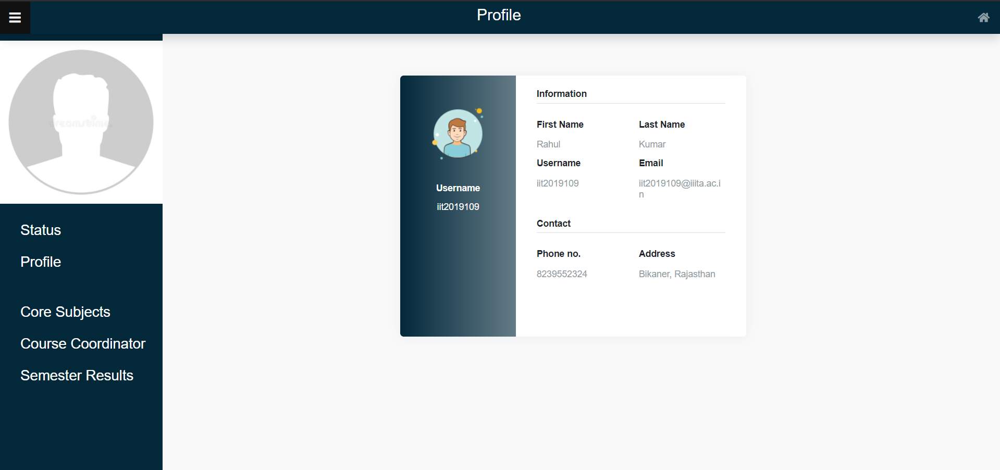 Profile
dreamstime.
Status
Profile
Core Subjects
Course Coordinator
Semester Results
Username
iit2019109
Information
First Name Last Name
Rahul Kumar
Username Email
iit2019109 iit2019109@iiita.ac.i
n
Contact
Phone no. Address
8239552324 Bikaner, Rajasthan